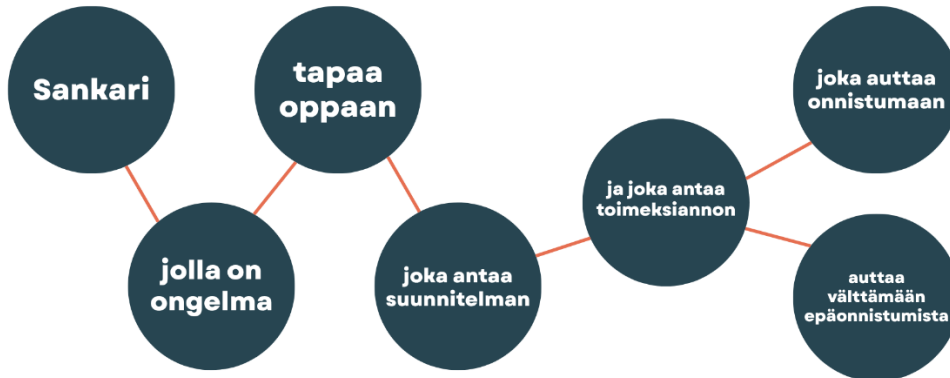 Sankari
jolla on
ongelma
tapaa
oppaan
joka antaa
suunnitelman
ja joka antaa
toimeksiannon
joka auttaa
onnistumaan
auttaa
välttämään
epäonnistumista